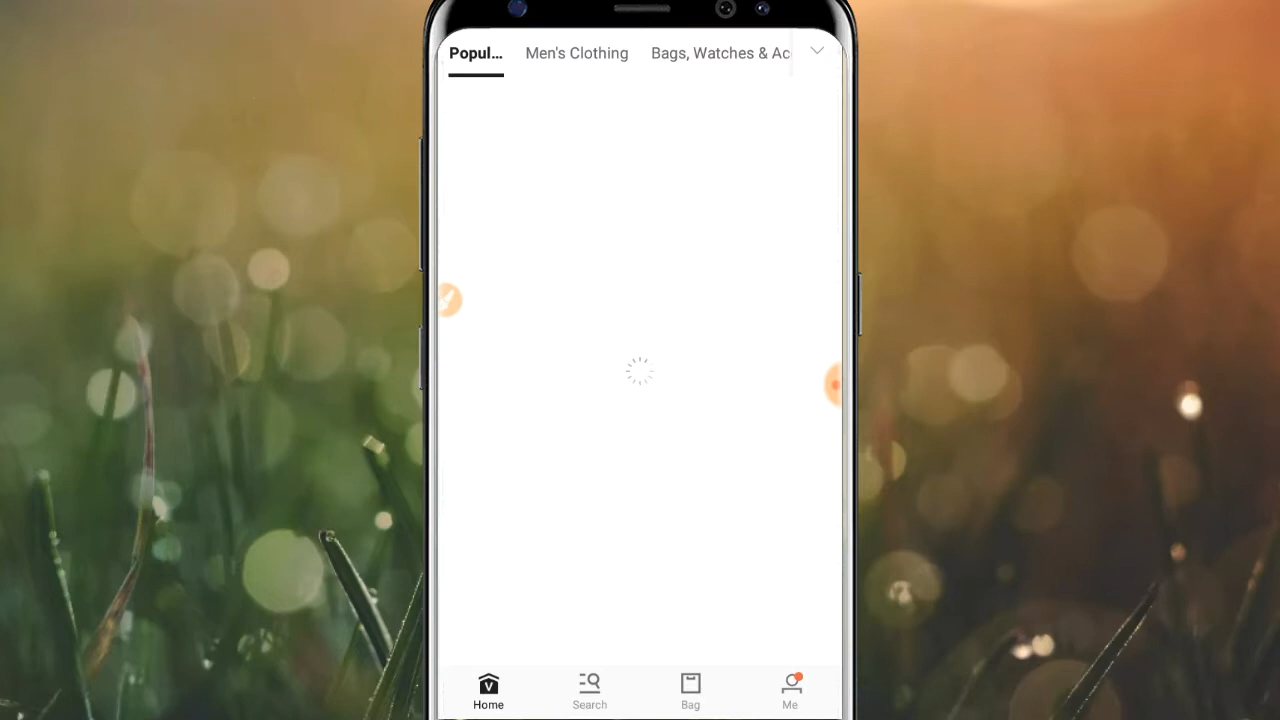 Popul...
Men's Clothing
Bags, Watches & Ac
Home
Search
Bag
Me